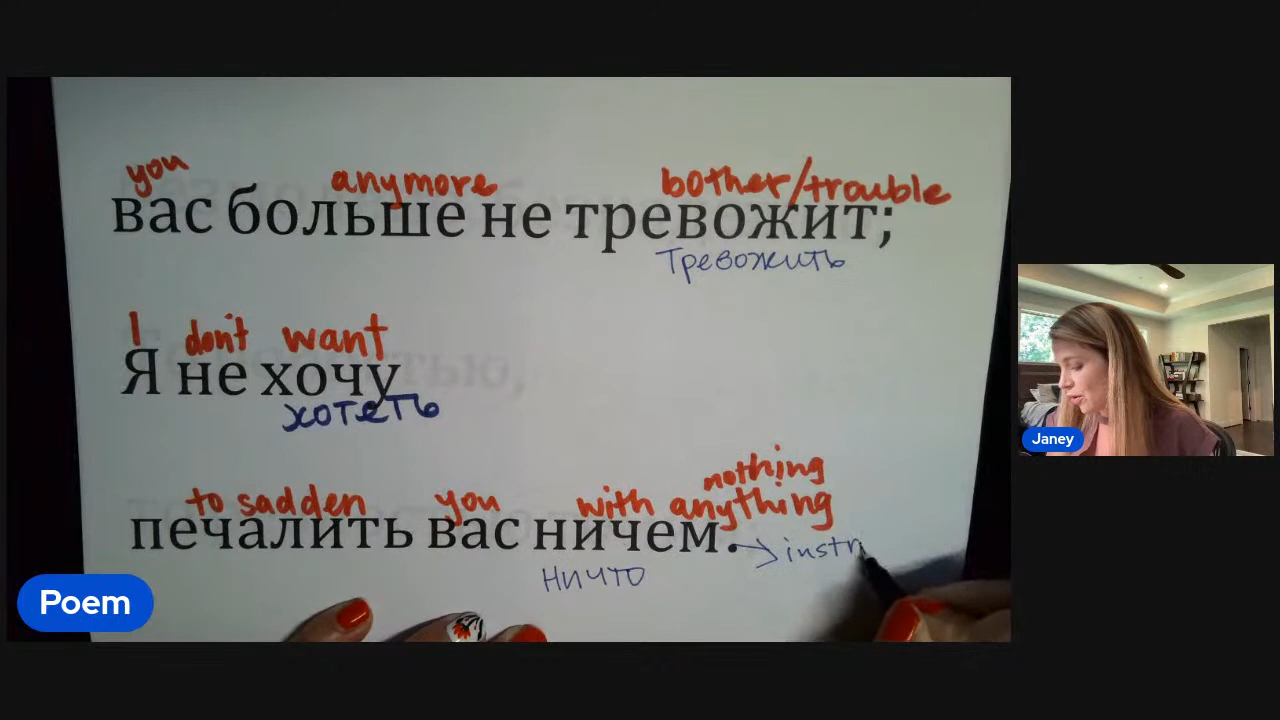 you anymore bother/trouble
вас больше не тревожит;
Тревожить
I don't want
Я не хочу
хотеть
nothing
to sadden you with anything
печалить вас ничем.
→ instr
ничто
Poem
Janey